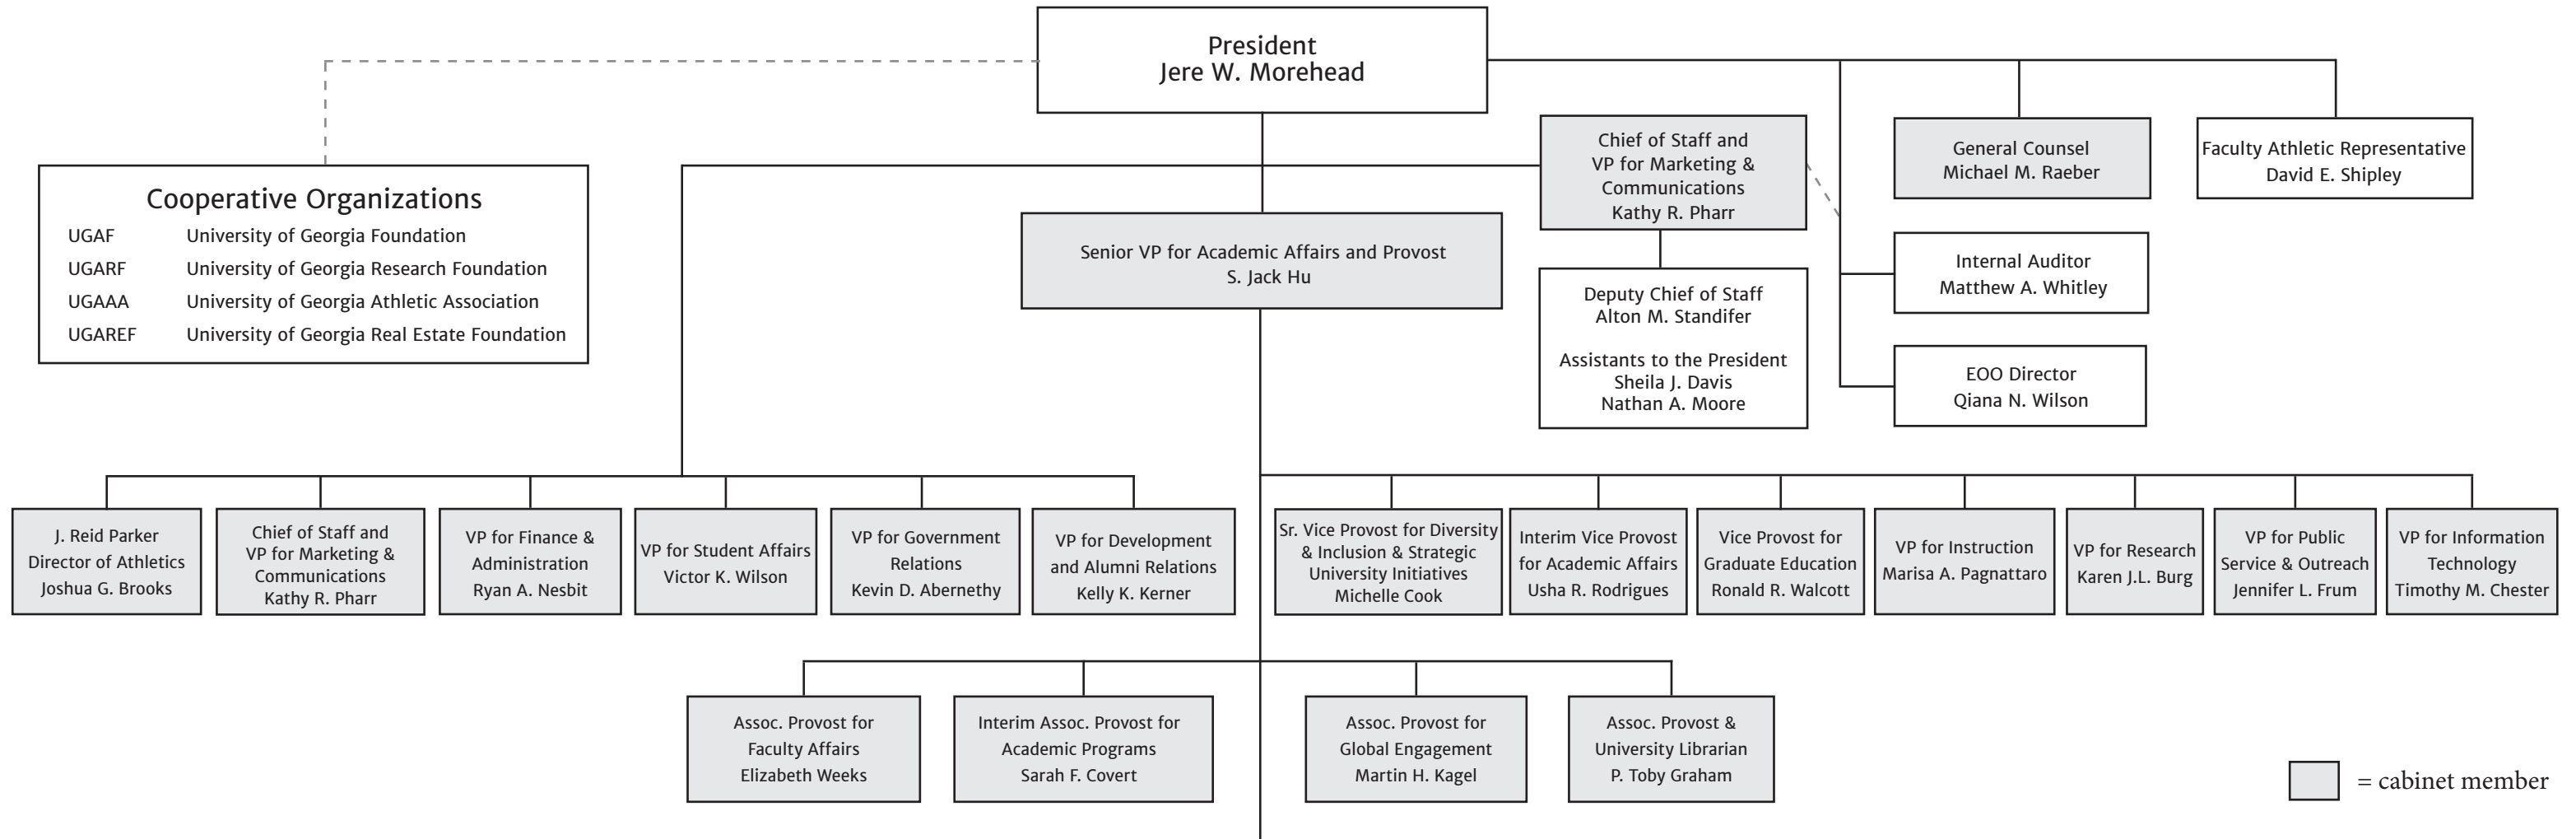 President
Jere W. Morehead
Cooperative Organizations
UGAF University of Georgia Foundation
UGARF University of Georgia Research Foundation
UGAAA University of Georgia Athletic Association
UGAREF University of Georgia Real Estate Foundation
Senior VP for Academic Affairs and Provost
S. Jack Hu
Chief of Staff and
VP for Marketing &
Communications
Kathy R. Pharr
Deputy Chief of Staff
Alton M. Standifer
Assistants to the President
Sheila J. Davis
Nathan A. Moore
General Counsel
Michael M. Raeber
Faculty Athletic Representative
David E. Shipley
Internal Auditor
Matthew A. Whitley
EOO Director
Qiana N. Wilson
J. Reid Parker
Director of Athletics
Joshua G. Brooks
Chief of Staff and
VP for Marketing &
Communications
Kathy R. Pharr
VP for Finance &
Administration
Ryan A. Nesbit
VP for Student Affairs
Victor K. Wilson
VP for Government
Relations
Kevin D. Abernethy
VP for Development
and Alumni Relations
Kelly K. Kerner
Sr. Vice Provost for Diversity
& Inclusion & Strategic
University Initiatives
Michelle Cook
Interim Vice Provost
for Academic Affairs
Usha R. Rodrigues
Vice Provost for
Graduate Education
Ronald R. Walcott
VP for Instruction
Marisa A. Pagnattaro
VP for Research
Karen J.L. Burg
VP for Public
Service & Outreach
Jennifer L. Frum
VP for Information
Technology
Timothy M. Chester
Assoc. Provost for
Faculty Affairs
Elizabeth Weeks
Interim Assoc. Provost for
Academic Programs
Sarah F. Covert
Assoc. Provost for
Global Engagement
Martin H. Kagel
Assoc. Provost &
University Librarian
P. Toby Graham
= cabinet member